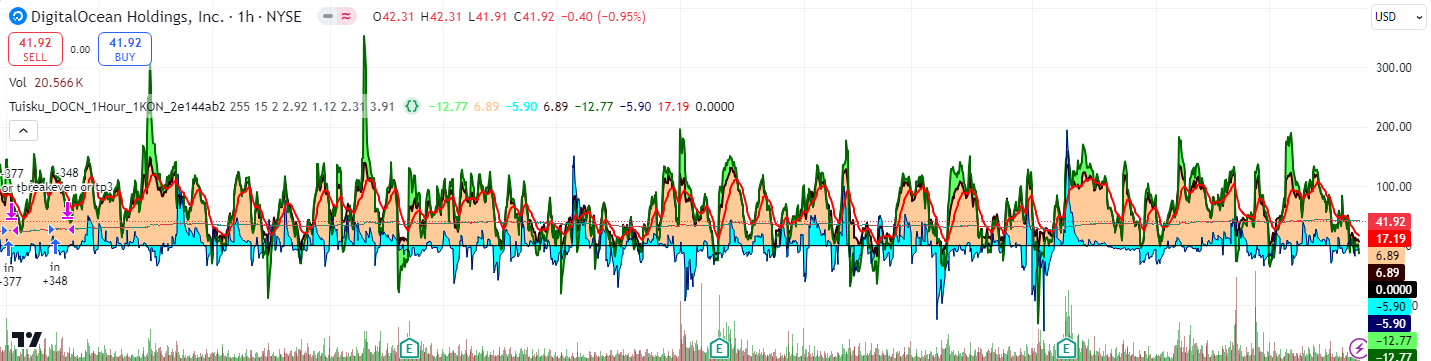 DigitalOcean Holdings, Inc. · 1h · NYSE O42.31 H42.31 L41.91 C41.92 −0.40 (−0.95%) USD
41.92 SELL 0.00 41.92 BUY
300.00
Vol 20.566 K
Tuisku_DOCN_1Hour_1KON_2e144ab2 255 15 2 2.92 1.12 2.31 3.91 −12.77 6.89 −5.90 6.89 −12.77 −5.90 17.19 0.0000
200.00
-377 -348
or tbreakeven or tp3
100.00
41.92
17.19
6.89
in in
-377 +348
6.89
0.0000
−5.90
−5.90
−12.77
−12.77
E E E